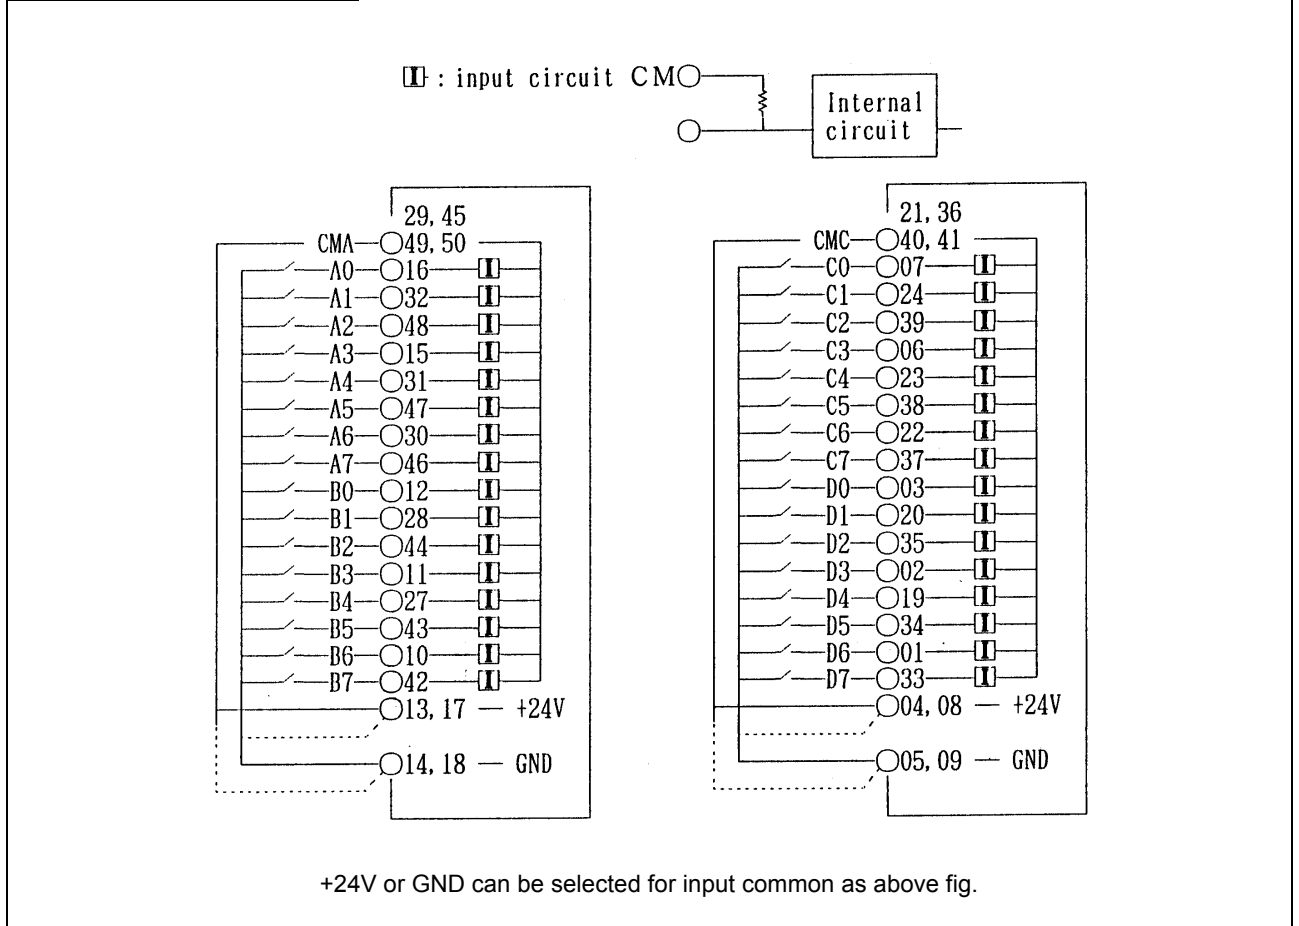 I : input circuit CM
Internal
circuit
29, 45
CMA 49, 50
A0 16 I
A1 32 I
A2 48 I
A3 15 I
A4 31 I
A5 47 I
A6 30 I
A7 46 I
B0 12 I
B1 28 I
B2 44 I
B3 11 I
B4 27 I
B5 43 I
B6 10 I
B7 42 I
13, 17 — +24V
14, 18 — GND
21, 36
CMC 40, 41
C0 07 I
C1 24 I
C2 39 I
C3 06 I
C4 23 I
C5 38 I
C6 22 I
C7 37 I
D0 03 I
D1 20 I
D2 35 I
D3 02 I
D4 19 I
D5 34 I
D6 01 I
D7 33 I
04, 08 — +24V
05, 09 — GND
+24V or GND can be selected for input common as above fig.